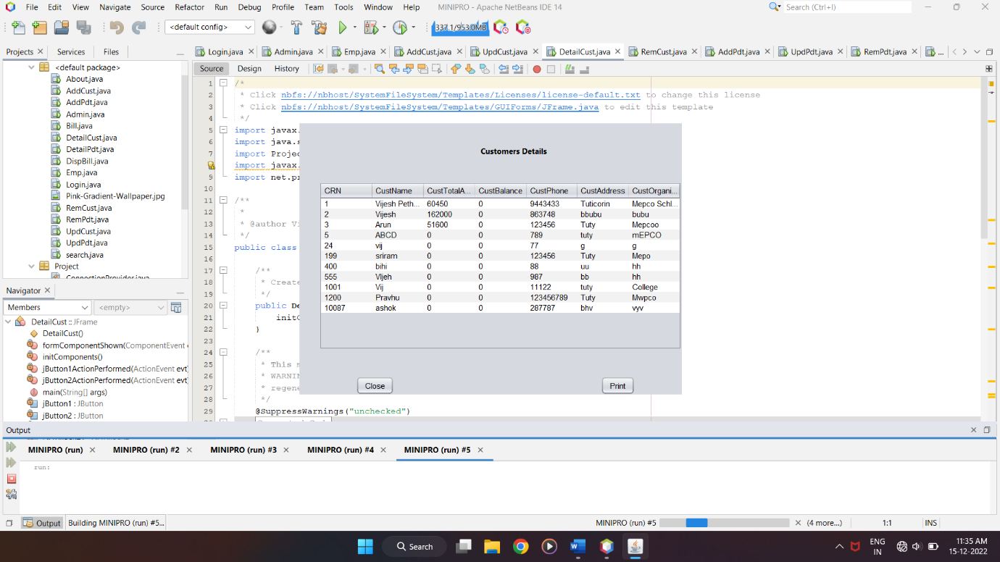 File Edit View Navigate Source Refactor Run Debug Profile Team Tools Window Help MINIPRO - Apache NetBeans IDE 14 Search (Ctrl+I)
<default config> 337.1/953.0MB
Projects Services Files Login.java Admin.java Emp.java AddCust.java UpdCust.java DetailCust.java RemCust.java AddPdt.java UpdPdt.java RemPdt.java ...
<default package>
About.java
AddCust.java
AddPdt.java
Admin.java
Bill.java
DetailCust.java
DetailPdt.java
DispBill.java
Emp.java
Login.java
Pink-Gradient-Wallpaper.jpg
RemCust.java
RemPdt.java
UpdCust.java
UpdPdt.java
search.java
Project
ConnectionProvider.java
Navigator
Members <empty>
DetailCust :: JFrame
DetailCust()
formComponentShown(ComponentEvent
initComponents()
jButton1ActionPerformed(ActionEvent evt)
jButton2ActionPerformed(ActionEvent evt)
main(String[] args)
jButton1 : JButton
jButton2 : JButton
Source Design History
1 /*
2 * Click nbfs://nbhost/SystemFileSystem/Templates/Licenses/license-default.txt to change this license
3 * Click nbfs://nbhost/SystemFileSystem/Templates/GUIForms/JFrame.java to edit this template
4 */
5 import javax.
6 import java.s
7 import Projec
8 import javax.
9 import net.pr
10
11 /**
12 *
13 * @author Vi
14 */
15 public class
16
17 /**
18 * Create
19 */
20 public De
21 initC
22 }
23
24 /**
25 * This m
26 * WARNIN
27 * regene
28 */
29 @SuppressWarnings("unchecked")
Customers Details
CRN CustName CustTotalA... CustBalance CustPhone CustAddress CustOrgani...
1 Vijesh Peth... 60450 0 9443433 Tuticorin Mepco Schl...
2 Vijesh 162000 0 863748 bbubu bubu
3 Arun 51600 0 123456 Tuty Mepcoo
5 ABCD 0 0 789 tuty mEPCO
24 vij 0 0 77 g g
199 sriram 0 0 123456 Tuty Mepo
400 bihi 0 0 88 uu hh
555 VIjeh 0 0 987 bb hh
1001 Vij 0 0 11122 tuty College
1200 Pravhu 0 0 123456789 Tuty Mwpco
10087 ashok 0 0 287787 bhv vyv
Close Print
Output
MINIPRO (run) MINIPRO (run) #2 MINIPRO (run) #3 MINIPRO (run) #4 MINIPRO (run) #5
run:
Output Building MINIPRO (run) #5... MINIPRO (run) #5 (4 more...) 1:1 INS
Search ENG IN 11:35 AM 15-12-2022